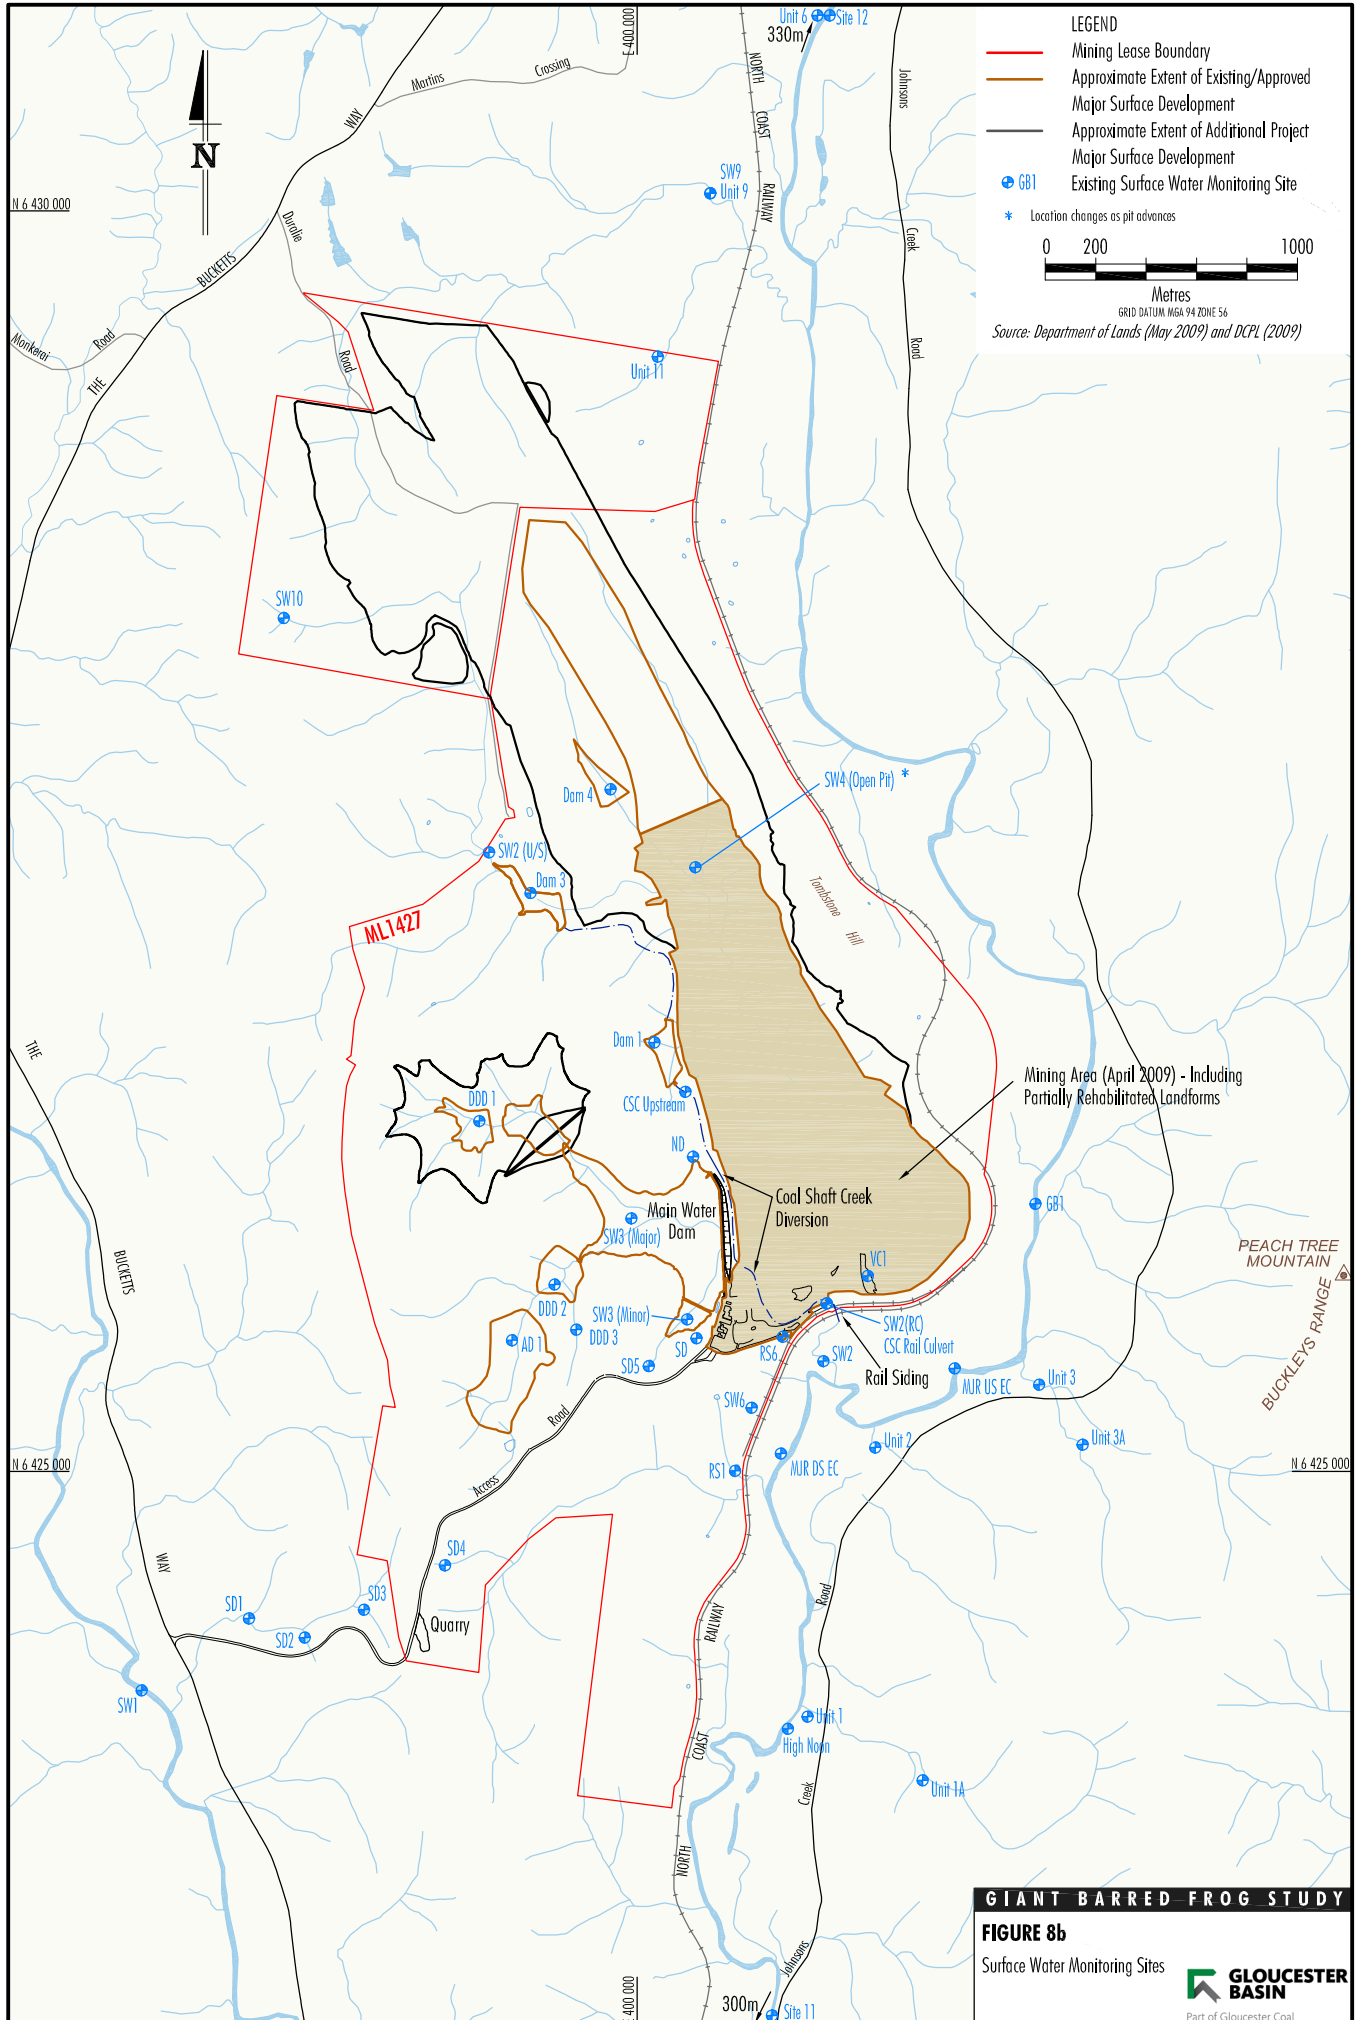 Unit 6
Site 12
330m
E 400 000
NORTH
COAST
RAILWAY
Johnsons
Creek
Road
Martins
Crossing
WAY
BUCKETTS
THE
Monkerai
Road
Duralie
Road
N
N 6 430 000
LEGEND
Mining Lease Boundary
Approximate Extent of Existing/Approved
Major Surface Development
Approximate Extent of Additional Project
Major Surface Development
GB1
Existing Surface Water Monitoring Site
* Location changes as pit advances
0 200 1000
Metres
GRID DATUM MGA 94 ZONE 56
Source: Department of Lands (May 2009) and DCPL (2009)
SW9
Unit 9
Unit 11
SW10
SW4 (Open Pit) *
Dam 4
SW2 (U/S)
Dam 3
Tombstone
Hill
ML1427
Dam 1
CSC Upstream
Mining Area (April 2009) - Including
Partially Rehabilitated Landforms
DDD 1
ND
Main Water
Dam
Coal Shaft Creek
Diversion
SW3 (Major)
GB1
PEACH TREE
MOUNTAIN
BUCKLEYS RANGE
VC1
DDD 2
SW3 (Minor)
DDD 3
SD
AD 1
SD5
RS6
SW2(RC)
CSC Rail Culvert
SW2
Rail Siding
MJR US EC
Unit 3
SW6
Unit 2
Unit 3A
MJR DS EC
RS1
N 6 425 000
N 6 425 000
THE
BUCKETTS
WAY
Access
Road
SD4
SD3
SD1
SD2
Quarry
SW1
RAILWAY
COAST
NORTH
Road
Creek
Johnsons
Unit 1
High Noon
Unit 1A
E 400 000
300m
Site 11
GIANT BARRED FROG STUDY
FIGURE 8b
Surface Water Monitoring Sites
GLOUCESTER
BASIN
Part of Gloucester Coal